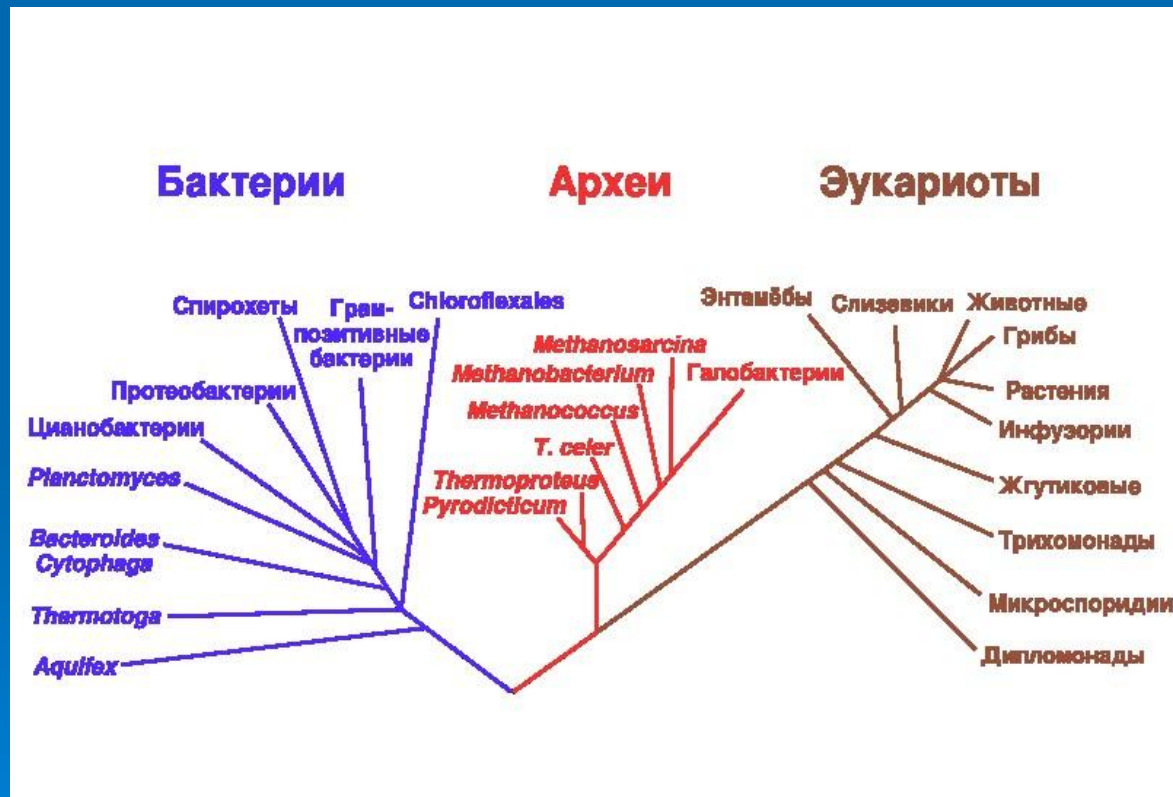 Бактерии
Археи
Эукариоты
Спирохеты
Грам-
позитивные
бактерии
Chloroflexales
Протеобактерии
Цианобактерии
Planctomyces
Bacteroides
Cytophaga
Thermotoga
Aquifex
Methanosarcina
Methanobacterium
Галобактерии
Methanococcus
T. celer
Thermoproteus
Pyrodicticum
Энтамёбы
Слизевики
Животные
Грибы
Растения
Инфузории
Жгутиковые
Трихомонады
Микроспоридии
Дипломонады